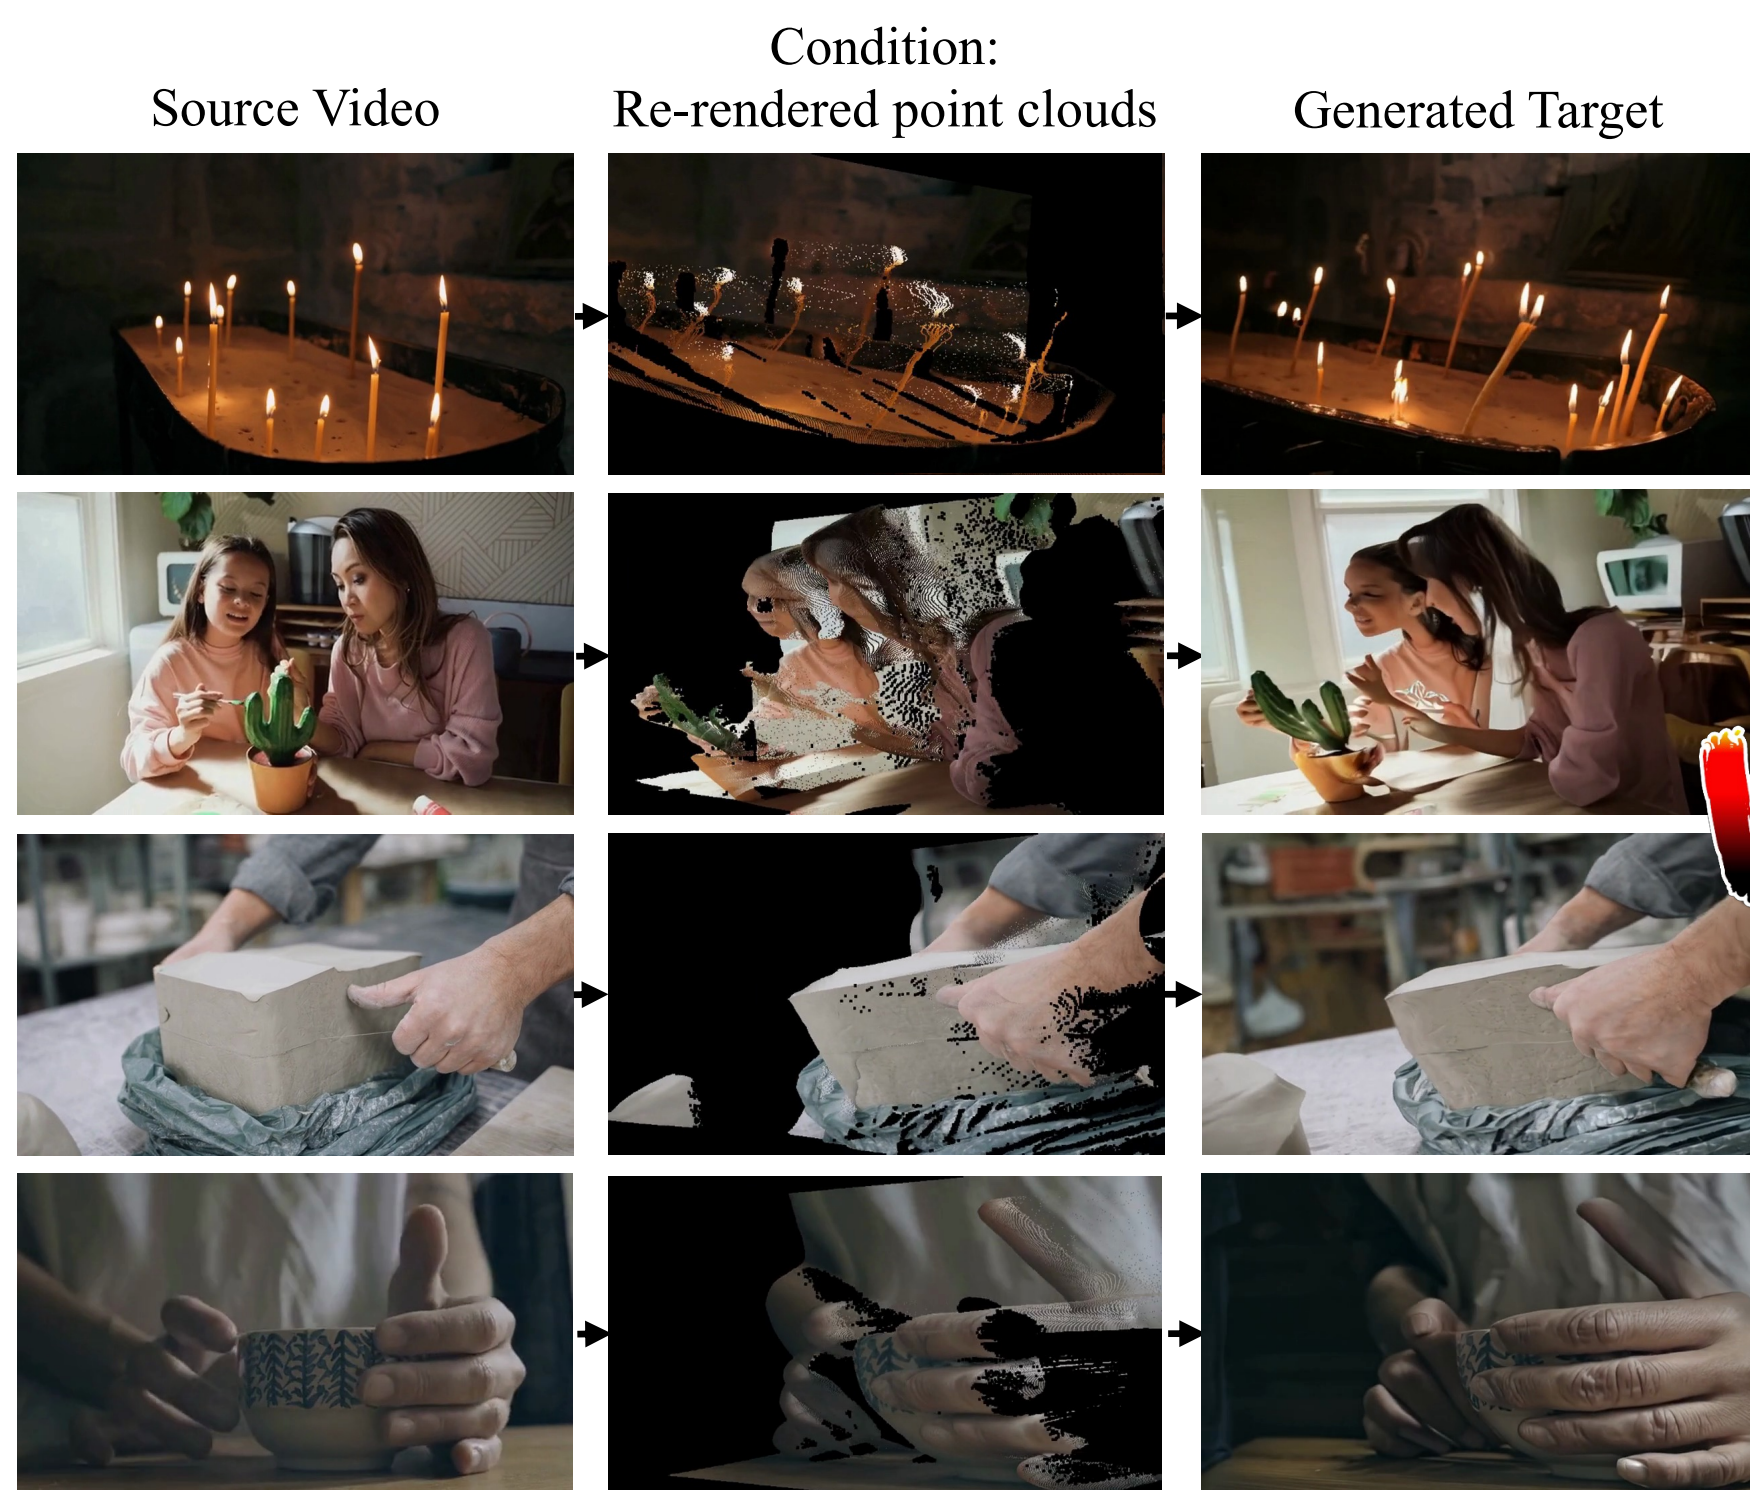 Condition:
Source Video
Re-rendered point clouds
Generated Target